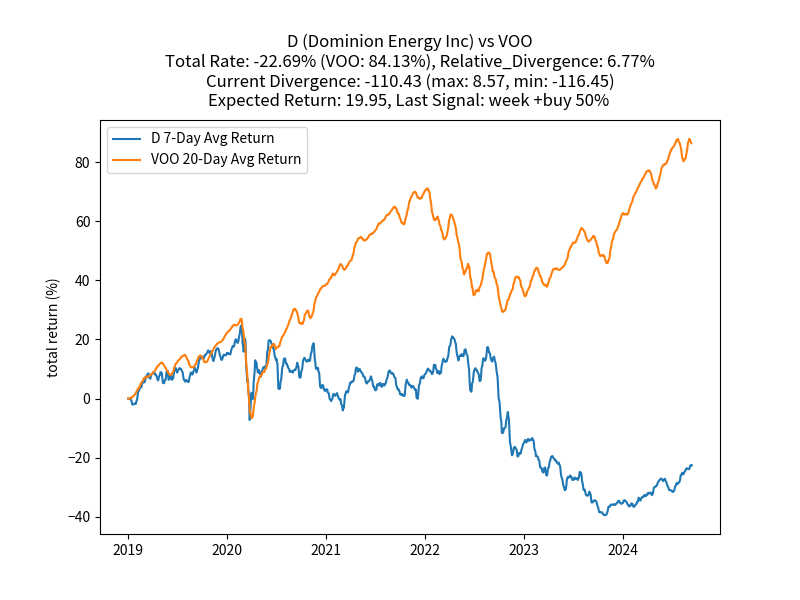 D (Dominion Energy Inc) vs VOO
Total Rate: -22.69% (VOO: 84.13%), Relative_Divergence: 6.77%
Current Divergence: -110.43 (max: 8.57, min: -116.45)
Expected Return: 19.95, Last Signal: week +buy 50%
D 7-Day Avg Return
VOO 20-Day Avg Return
total return (%)
80
60
40
20
0
−20
−40
2019 2020 2021 2022 2023 2024